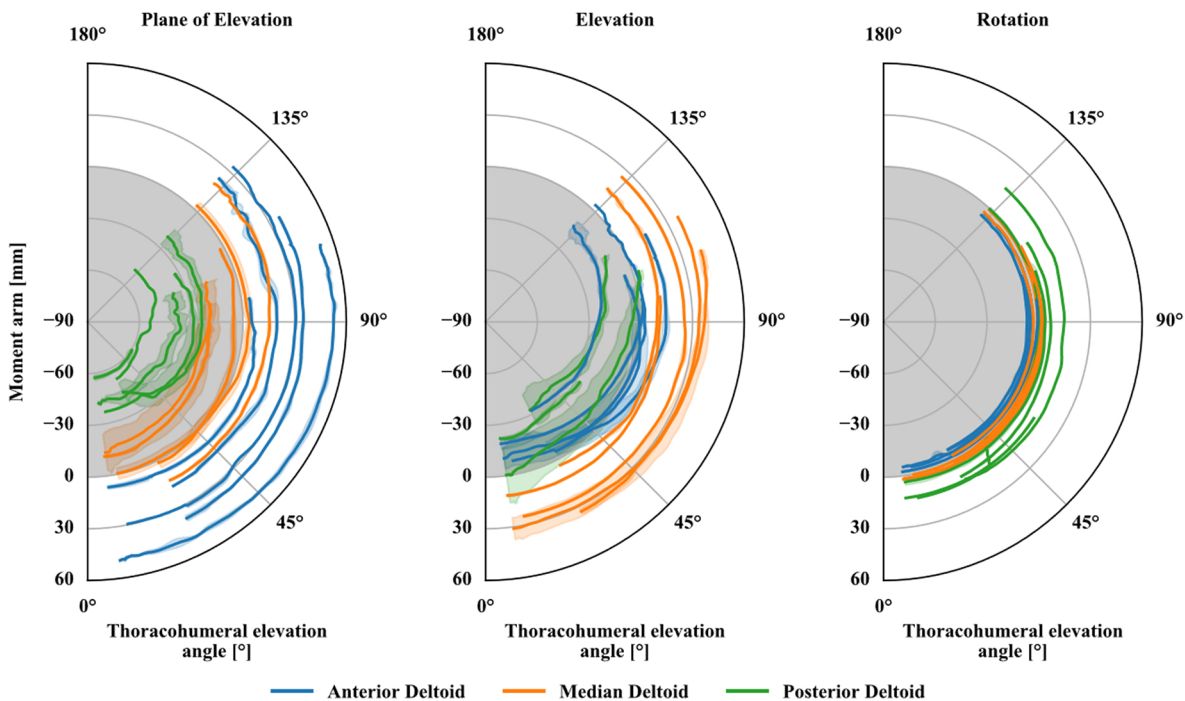 Plane of Elevation
Elevation
Rotation
180°
180°
180°
135°
135°
135°
Moment arm [mm]
−90
90°
−90
90°
−90
90°
−60
−60
−60
−30
−30
−30
0
0
0
45°
45°
45°
30
30
30
60
60
60
0°
0°
0°
Thoracohumeral elevation
angle [°]
Thoracohumeral elevation
angle [°]
Thoracohumeral elevation
angle [°]
Anterior Deltoid
Median Deltoid
Posterior Deltoid